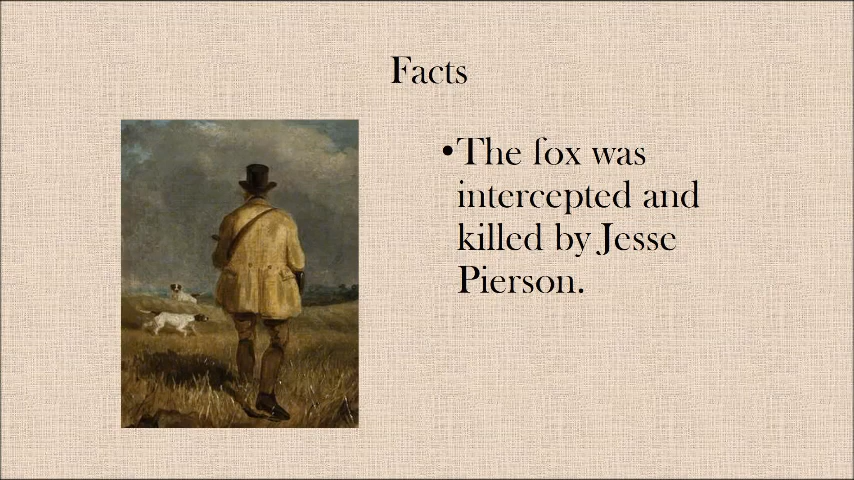 Facts
•The fox was
intercepted and
killed by Jesse
Pierson.